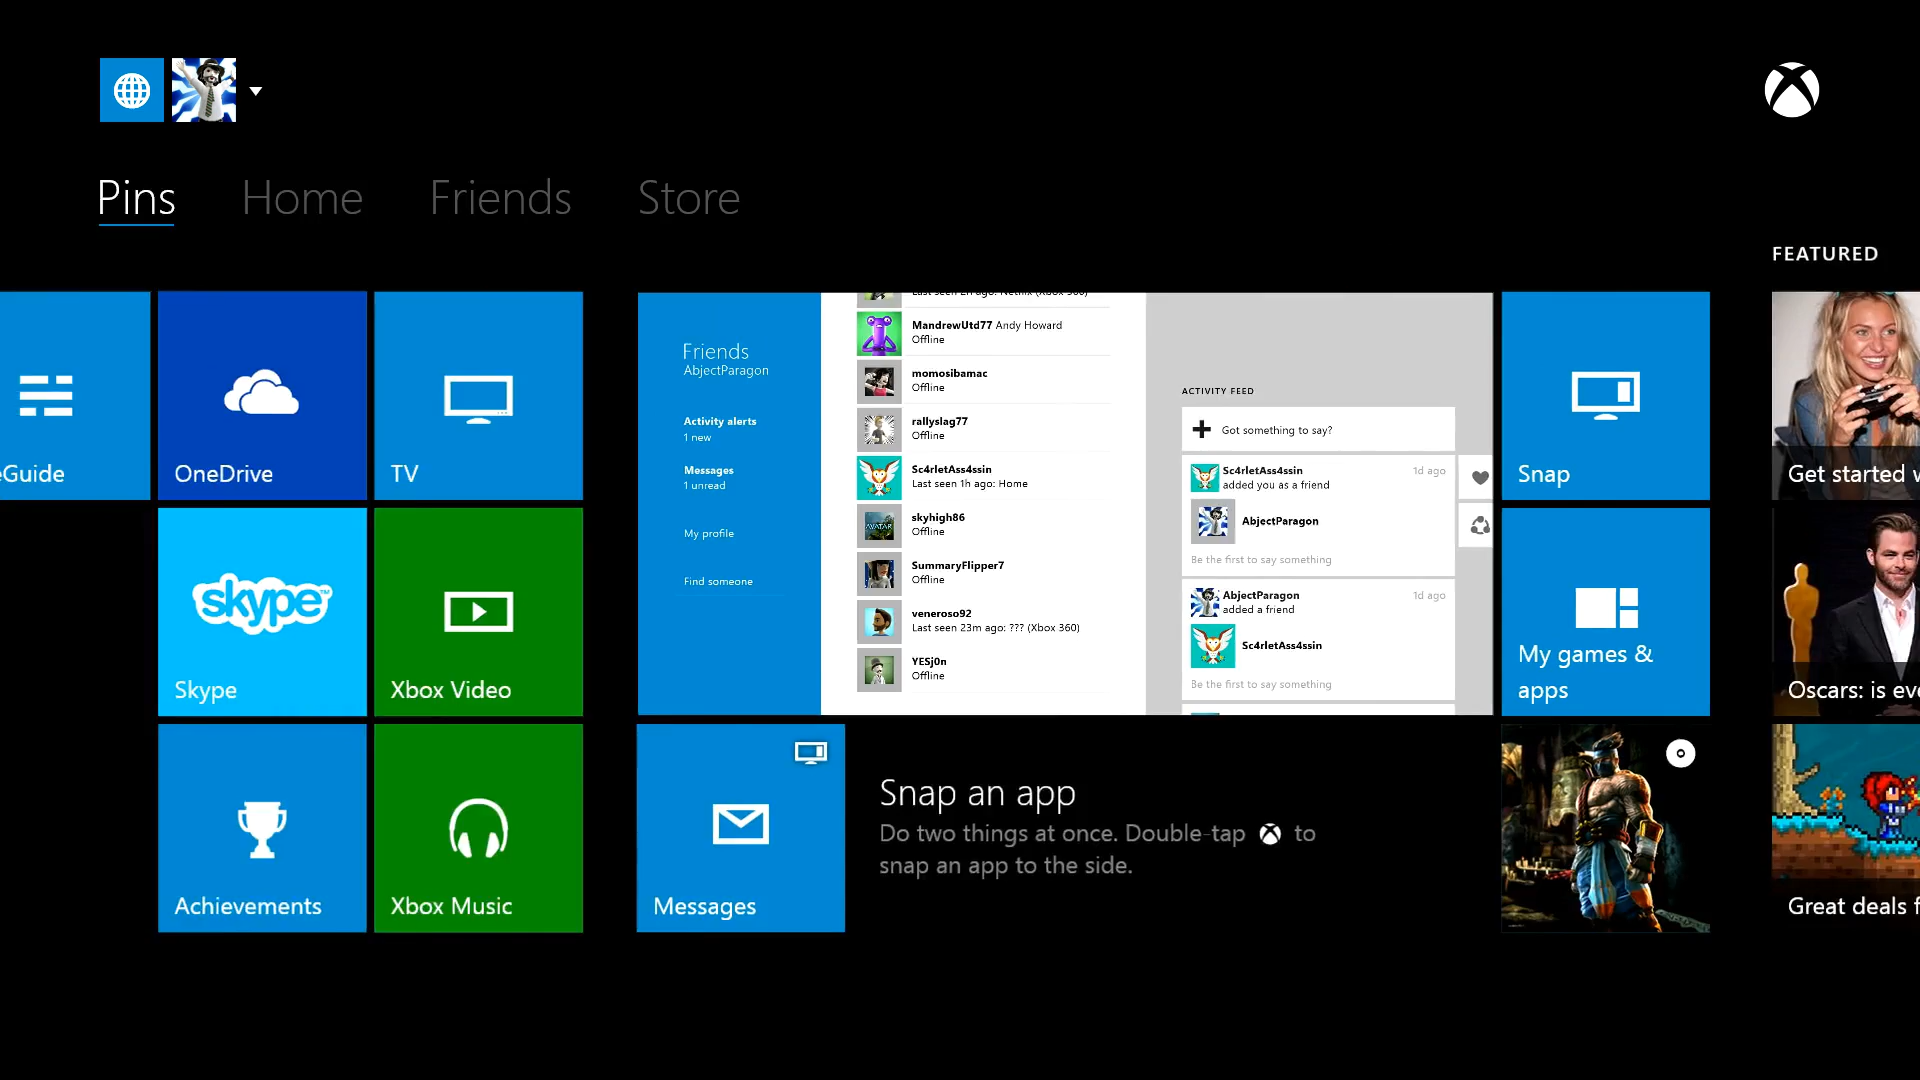 Pins
Home
Friends
Store
FEATURED
eGuide
OneDrive
TV
skype™
Skype
Xbox Video
Achievements
Xbox Music
Friends
AbjectParagon
Activity alerts
1 new
Messages
1 unread
My profile
Find someone
MandrewUtd77 Andy Howard
Offline
momosibamac
Offline
rallyslag77
Offline
Sc4rletAss4ssin
Last seen 1h ago: Home
skyhigh86
Offline
AVATAR
SummaryFlipper7
Offline
veneroso92
Last seen 23m ago: ??? (Xbox 360)
YESj0n
Offline
ACTIVITY FEED
Got something to say?
Sc4rletAss4ssin
1d ago
added you as a friend
AbjectParagon
Be the first to say something
AbjectParagon
1d ago
added a friend
Sc4rletAss4ssin
Be the first to say something
Messages
Snap an app
Do two things at once. Double-tap to
snap an app to the side.
Snap
My games &
apps
Get started w
Oscars: is eve
Great deals f